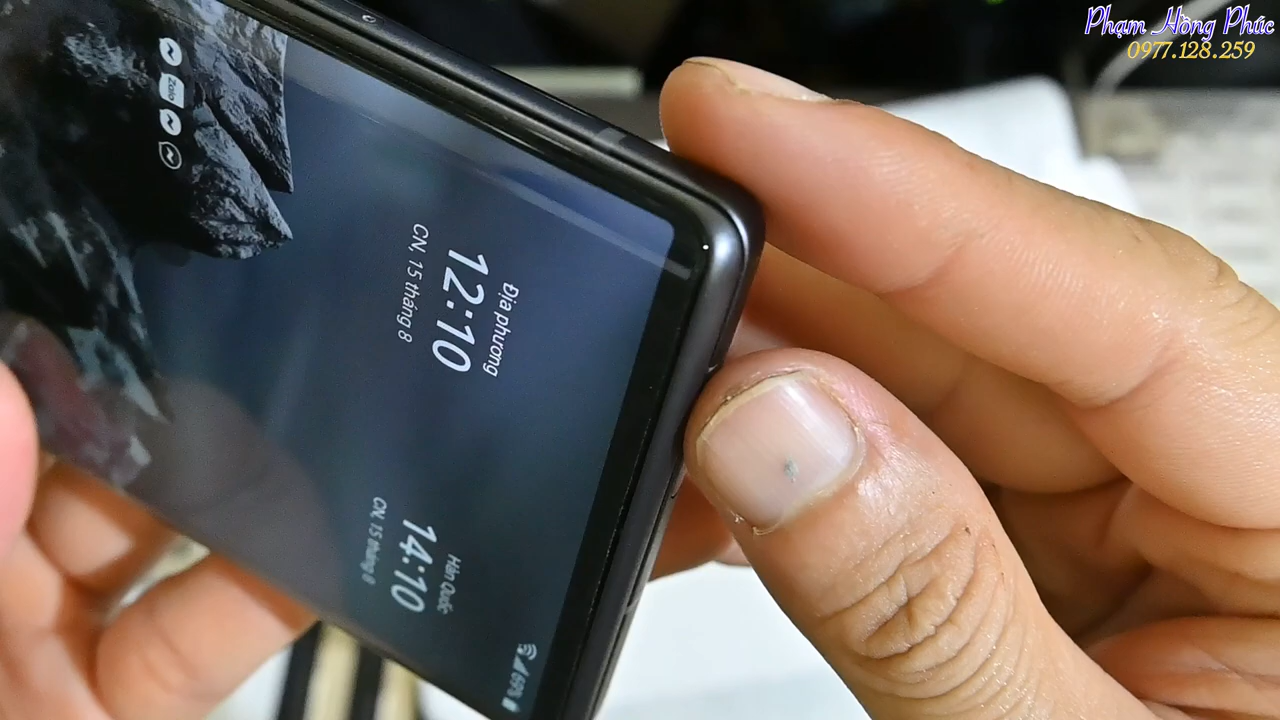 Phạm Hồng Phúc
0977.128.259
Địa phương
12:10
CN, 15 tháng 8
Hàn Quốc
14:10
CN, 15 tháng 8
Zalo